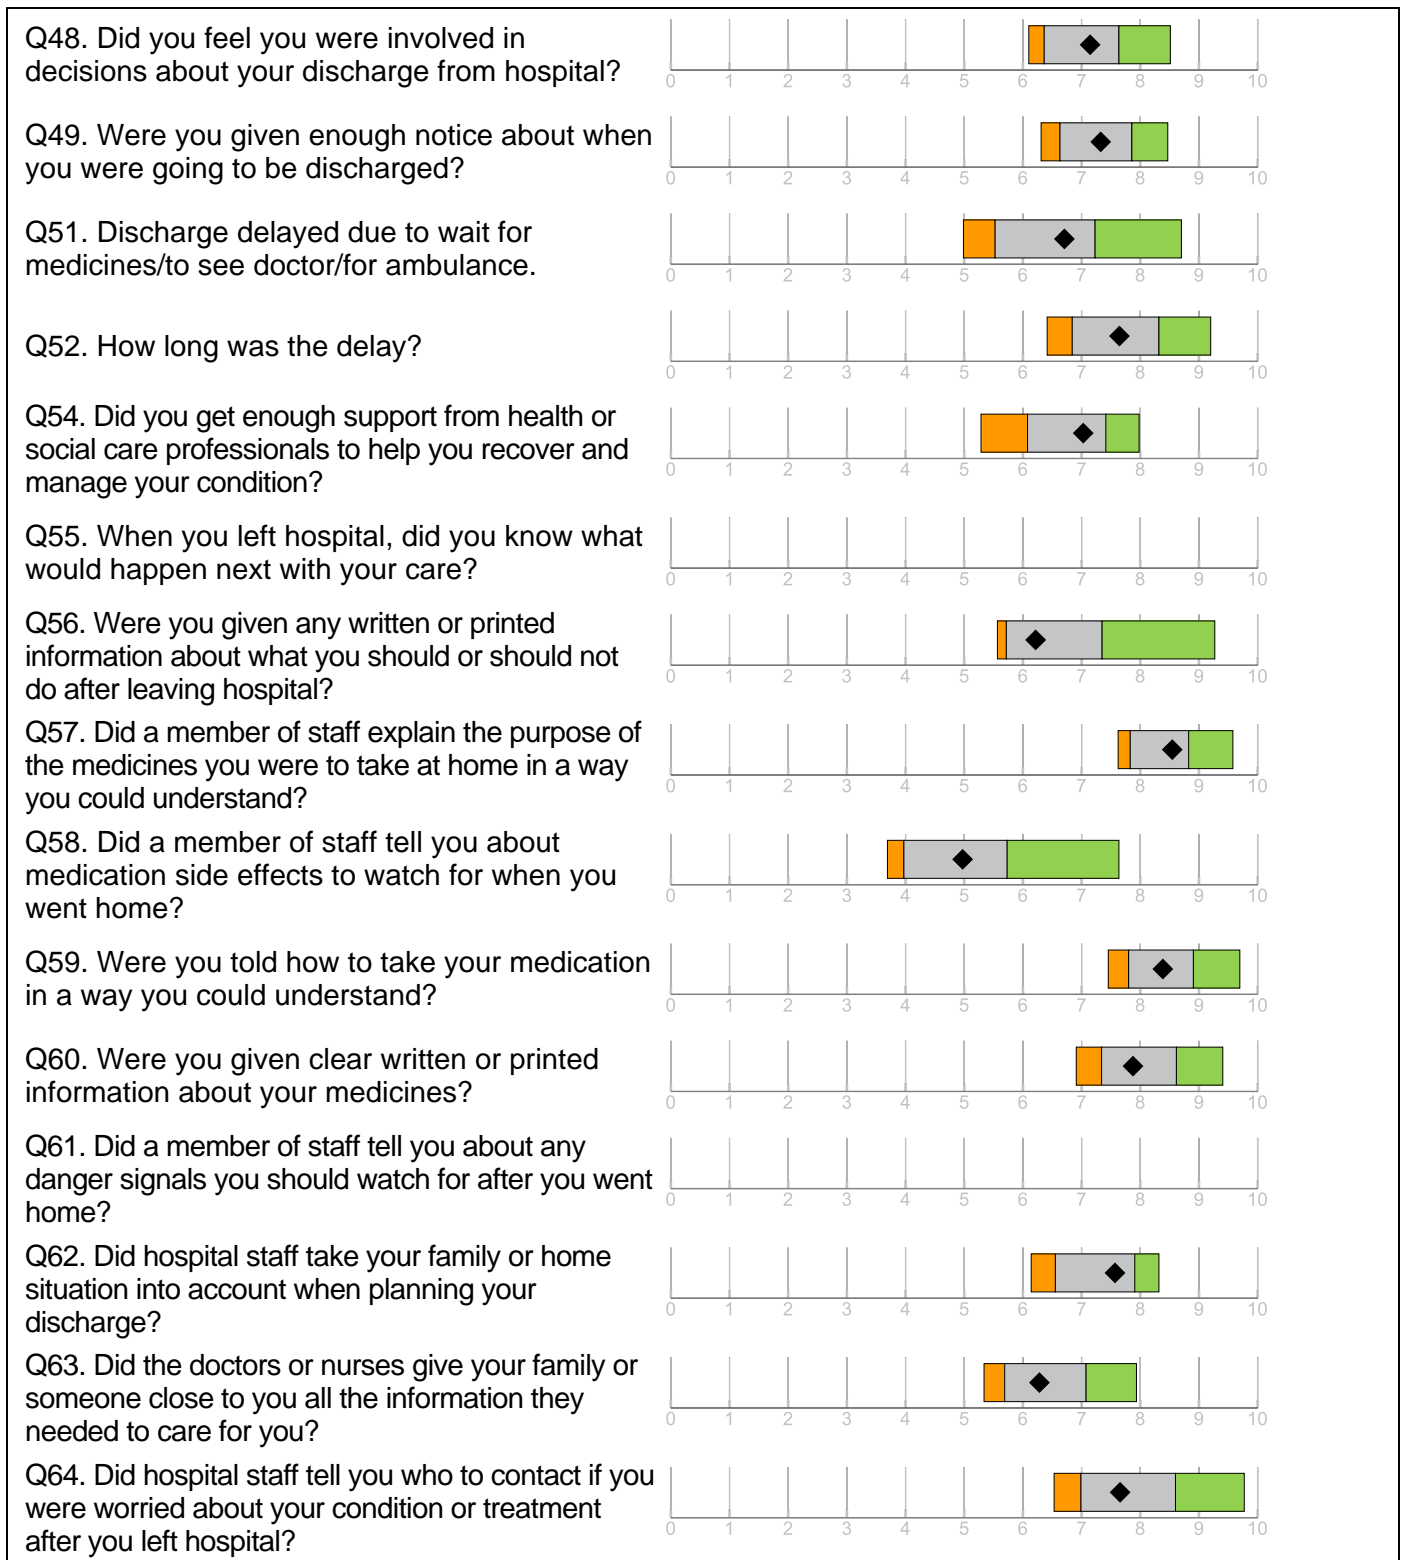 Q48. Did you feel you were involved in
decisions about your discharge from hospital?
0 1 2 3 4 5 6 7 8 9 10
Q49. Were you given enough notice about when
you were going to be discharged?
0 1 2 3 4 5 6 7 8 9 10
Q51. Discharge delayed due to wait for
medicines/to see doctor/for ambulance.
0 1 2 3 4 5 6 7 8 9 10
Q52. How long was the delay?
0 1 2 3 4 5 6 7 8 9 10
Q54. Did you get enough support from health or
social care professionals to help you recover and
manage your condition?
0 1 2 3 4 5 6 7 8 9 10
Q55. When you left hospital, did you know what
would happen next with your care?
0 1 2 3 4 5 6 7 8 9 10
Q56. Were you given any written or printed
information about what you should or should not
do after leaving hospital?
0 1 2 3 4 5 6 7 8 9 10
Q57. Did a member of staff explain the purpose of
the medicines you were to take at home in a way
you could understand?
0 1 2 3 4 5 6 7 8 9 10
Q58. Did a member of staff tell you about
medication side effects to watch for when you
went home?
0 1 2 3 4 5 6 7 8 9 10
Q59. Were you told how to take your medication
in a way you could understand?
0 1 2 3 4 5 6 7 8 9 10
Q60. Were you given clear written or printed
information about your medicines?
0 1 2 3 4 5 6 7 8 9 10
Q61. Did a member of staff tell you about any
danger signals you should watch for after you went
home?
0 1 2 3 4 5 6 7 8 9 10
Q62. Did hospital staff take your family or home
situation into account when planning your
discharge?
0 1 2 3 4 5 6 7 8 9 10
Q63. Did the doctors or nurses give your family or
someone close to you all the information they
needed to care for you?
0 1 2 3 4 5 6 7 8 9 10
Q64. Did hospital staff tell you who to contact if you
were worried about your condition or treatment
after you left hospital?
0 1 2 3 4 5 6 7 8 9 10